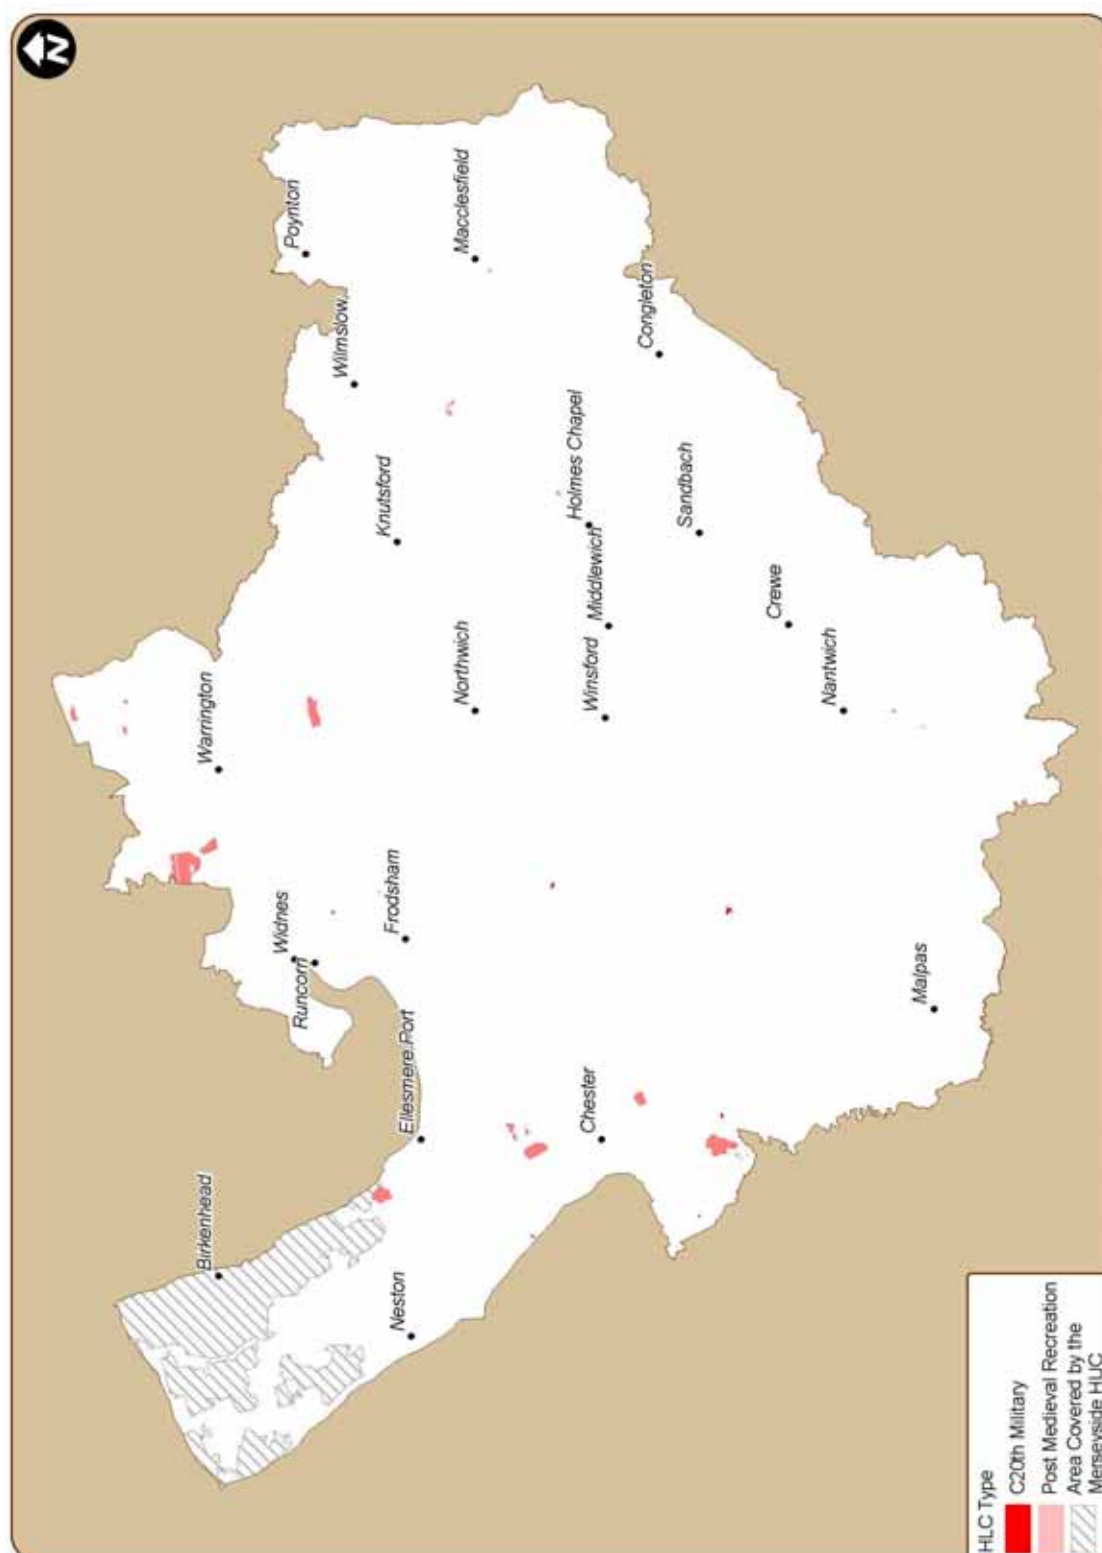 N
Poynton
Macclesfield
Wilmslow
Congleton
Knutsford
Holmes Chapel
Sandbach
Middlewich
Crewe
Northwich
Winsford
Nantwich
Warrington
Frodsham
Widnes
Runcorn
Malpas
Ellesmere Port
Chester
Birkenhead
Neston
HLC Type
C20th Military
Post Medieval Recreation
Area Covered by the
Merseyside HLC